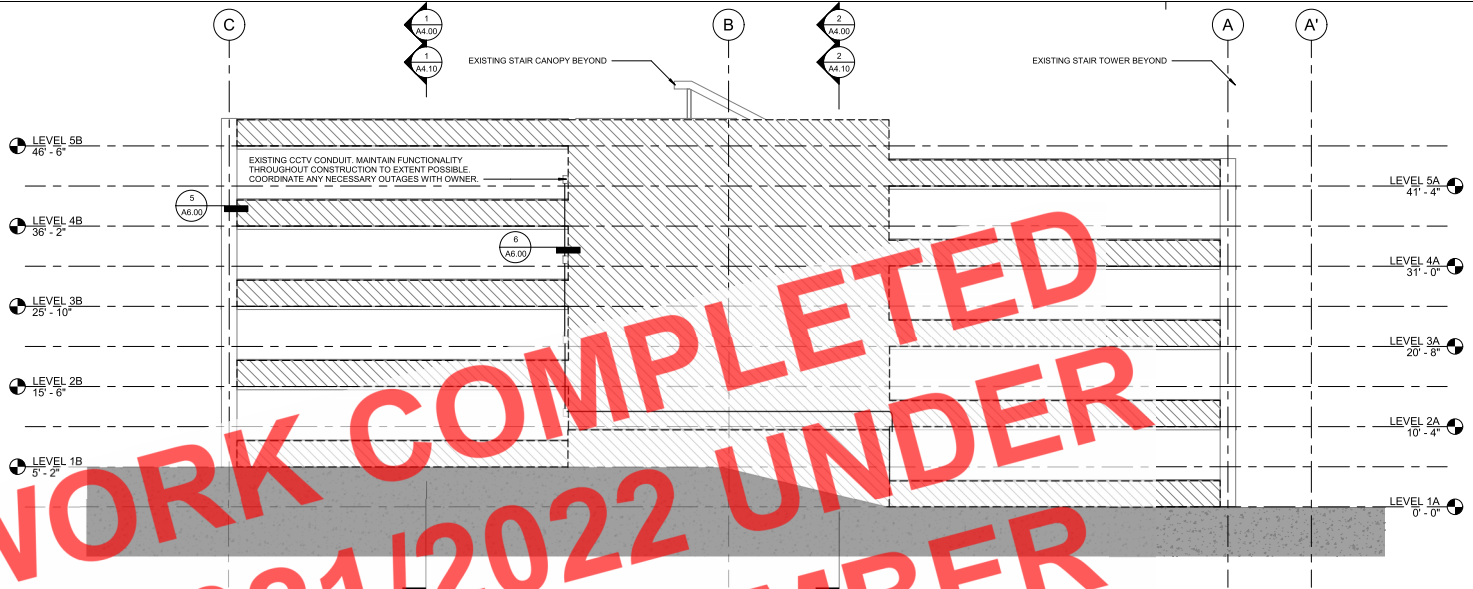 C
1
A4.00
B
2
A4.00
A
A'
1
A4.10
2
A4.10
EXISTING STAIR CANOPY BEYOND
EXISTING STAIR TOWER BEYOND
LEVEL 5B
46' - 6"
EXISTING CCTV CONDUIT. MAINTAIN FUNCTIONALITY
THROUGHOUT CONSTRUCTION TO EXTENT POSSIBLE.
COORDINATE ANY NECESSARY OUTAGES WITH OWNER.
LEVEL 5A
41' - 4"
5
A6.00
LEVEL 4B
36' - 2"
6
A6.00
LEVEL 4A
31' - 0"
LEVEL 3B
25' - 10"
LEVEL 3A
20' - 8"
LEVEL 2B
15' - 6"
LEVEL 2A
10' - 4"
LEVEL 1B
5' - 2"
LEVEL 1A
0' - 0"
WORK COMPLETED
/2022 UNDER